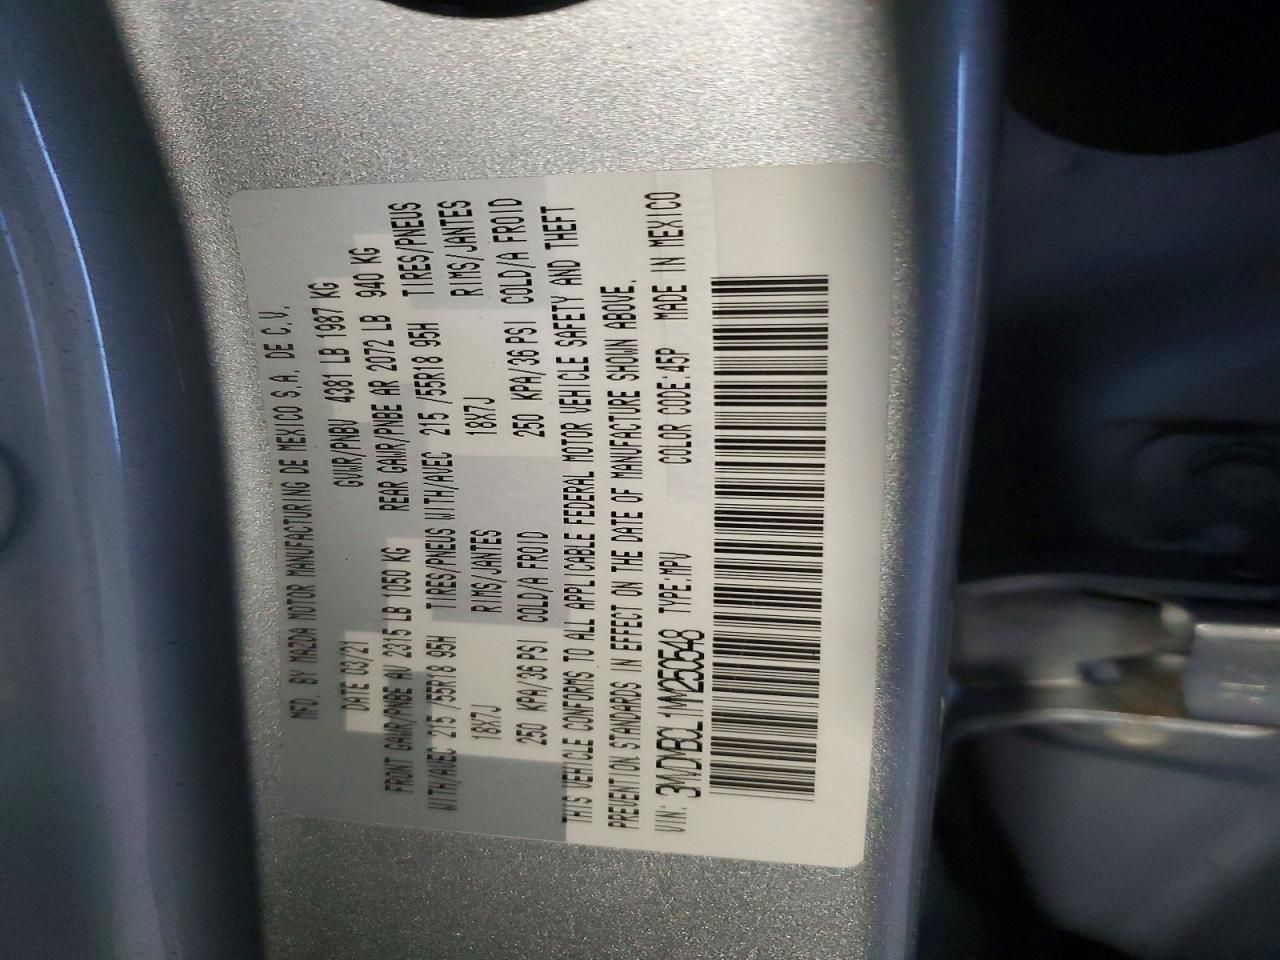 MFD. BY MAZDA MOTOR MANUFACTURING DE MEXICO S.A. DE C.V.
DATE 03/21 GVWR/PNBV 4381 LB 1987 KG
FRONT GAWR/PNBE AV 2315 LB 1050 KG REAR GAWR/PNBE AR 2072 LB 940 KG
WITH/AVEC 215 /55R18 95H TIRES/PNEUS WITH/AVEC 215 /55R18 95H TIRES/PNEUS
18X7J RIMS/JANTES 18X7J RIMS/JANTES
250 KPA/36 PSI COLD/A FROID 250 KPA/36 PSI COLD/A FROID
THIS VEHICLE CONFORMS TO ALL APPLICABLE FEDERAL MOTOR VEHICLE SAFETY AND THEFT
PREVENTION STANDARDS IN EFFECT ON THE DATE OF MANUFACTURE SHOWN ABOVE.
VIN: 3MVDMBCL1MM250548 TYPE:MPV COLOR CODE:45P MADE IN MEXICO